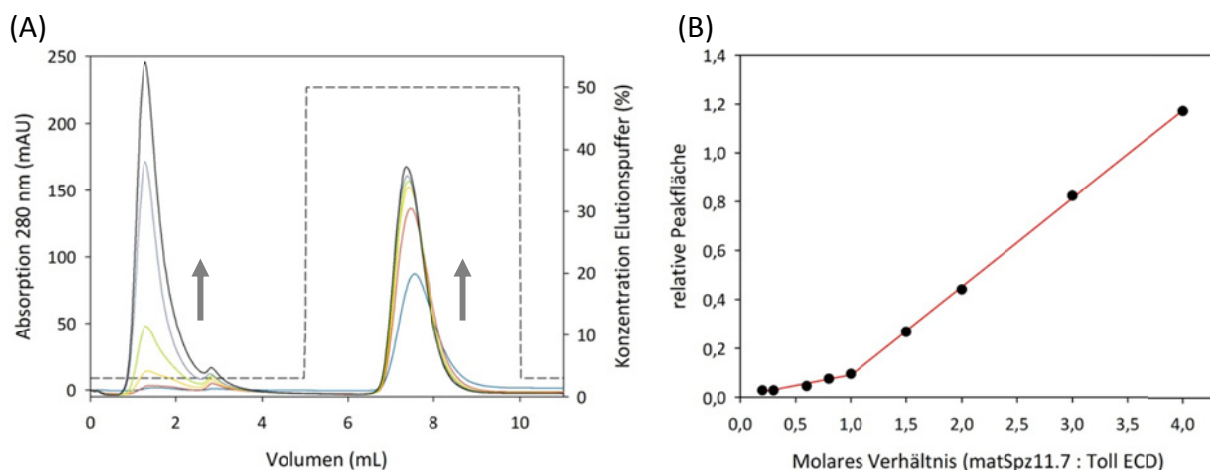 (A)
250
200
150
100
50
0
Absorption 280 nm (mAU)
50
40
30
20
10
0
Konzentration Elutionspuffer (%)
0 2 4 6 8 10
Volumen (mL)
(B)
1,4
1,2
1,0
0,8
0,6
0,4
0,2
0,0
relative Peakfläche
0,0 0,5 1,0 1,5 2,0 2,5 3,0 3,5 4,0
Molares Verhältnis (matSpz11.7 : Toll ECD)